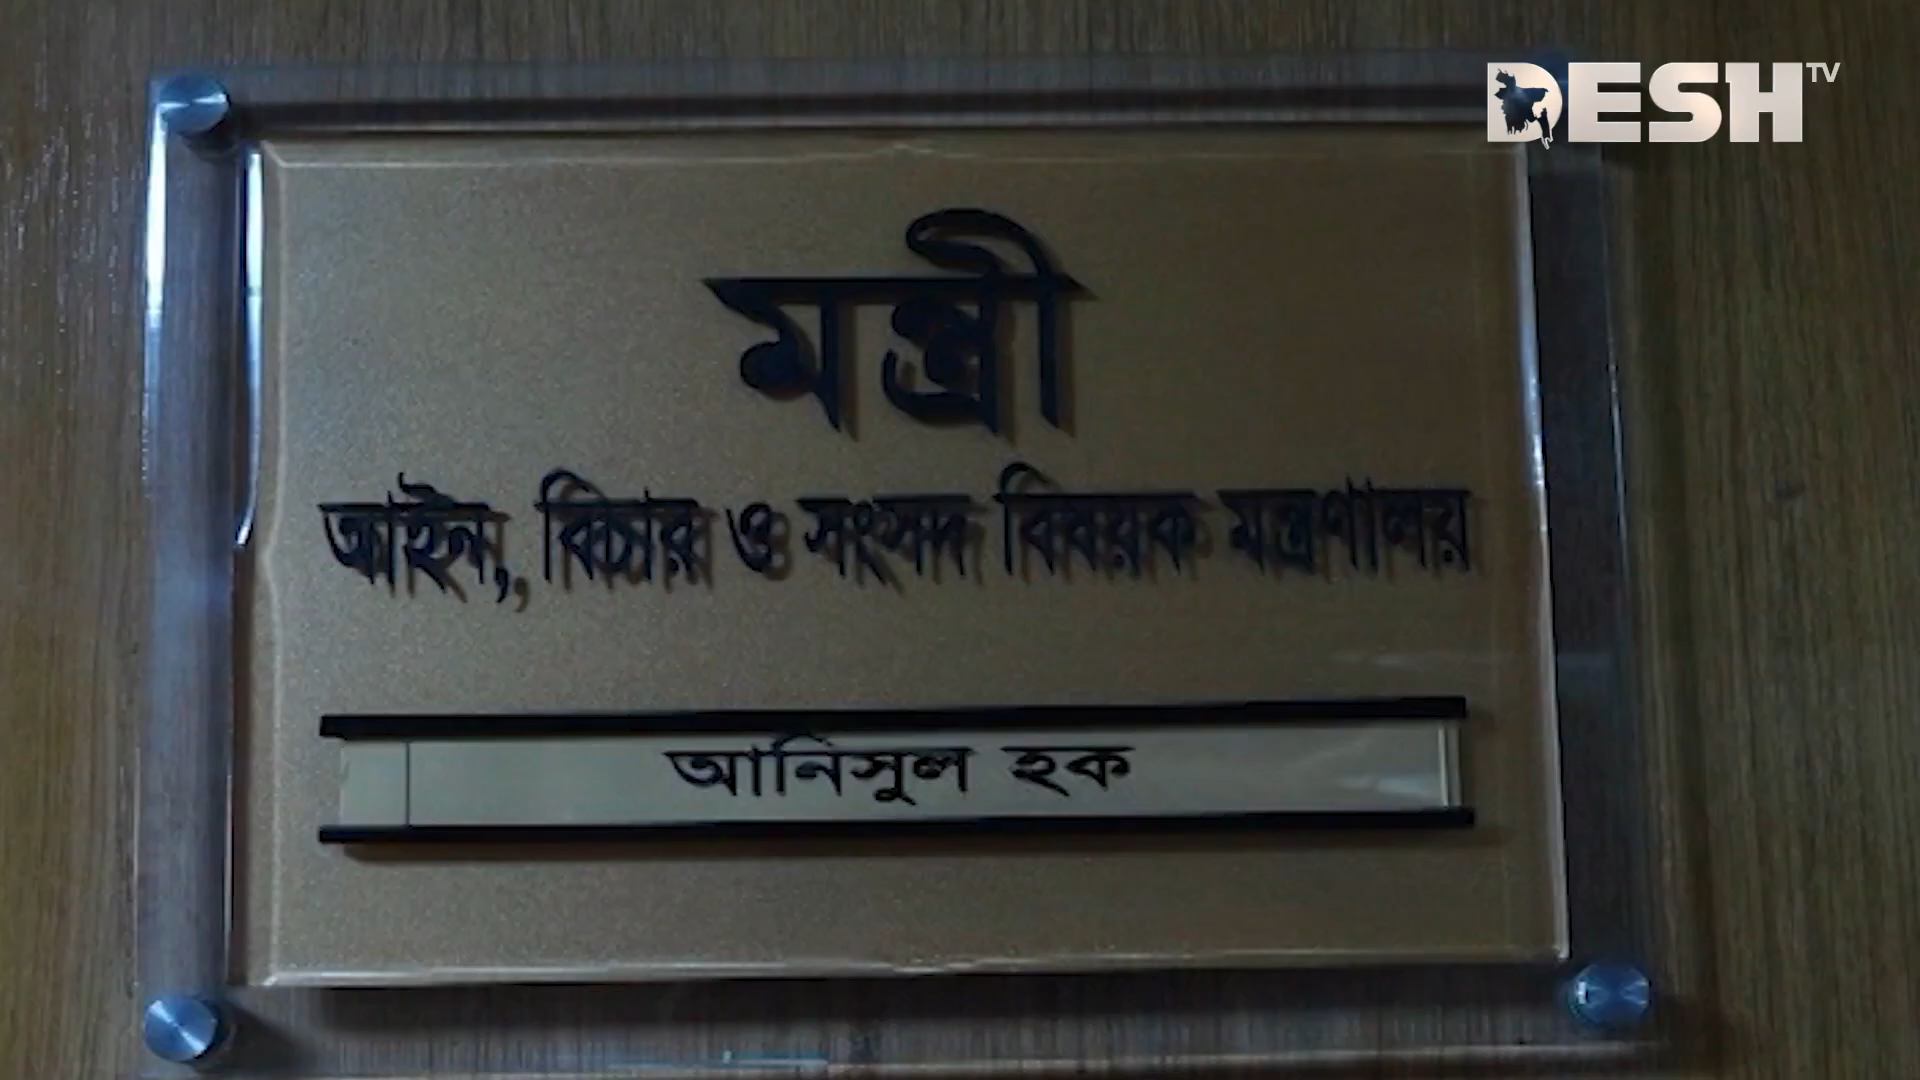 DESH TV
মন্ত্রী
আইন, বিচার ও সংসদ বিষয়ক মন্ত্রণালয়
আনিসুল হক